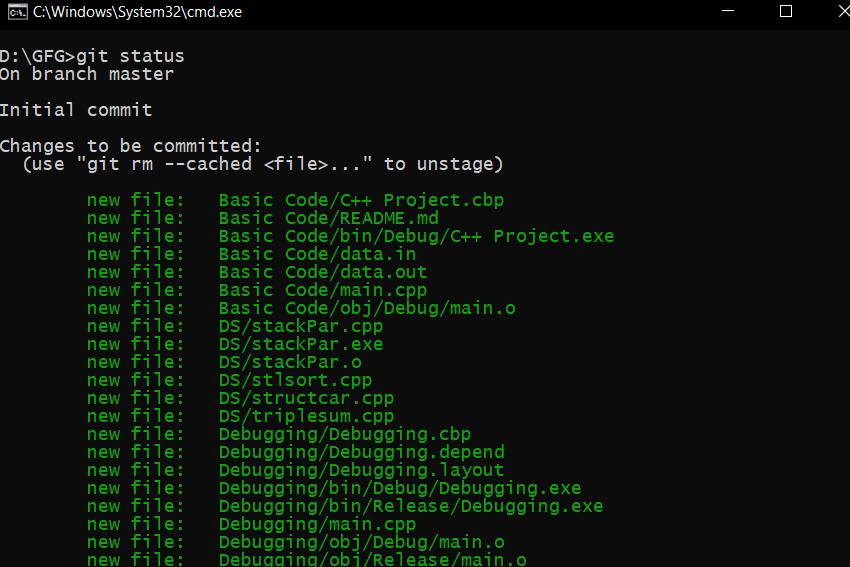 C:\Windows\System32\cmd.exe
D:\GFG>git status
On branch master
Initial commit
Changes to be committed:
  (use "git rm --cached <file>..." to unstage)
        new file:   Basic Code/C++ Project.cbp
        new file:   Basic Code/README.md
        new file:   Basic Code/bin/Debug/C++ Project.exe
        new file:   Basic Code/data.in
        new file:   Basic Code/data.out
        new file:   Basic Code/main.cpp
        new file:   Basic Code/obj/Debug/main.o
        new file:   DS/stackPar.cpp
        new file:   DS/stackPar.exe
        new file:   DS/stackPar.o
        new file:   DS/stlsort.cpp
        new file:   DS/structcar.cpp
        new file:   DS/triplesum.cpp
        new file:   Debugging/Debugging.cbp
        new file:   Debugging/Debugging.depend
        new file:   Debugging/Debugging.layout
        new file:   Debugging/bin/Debug/Debugging.exe
        new file:   Debugging/bin/Release/Debugging.exe
        new file:   Debugging/main.cpp
        new file:   Debugging/obj/Debug/main.o
        new file:   Debugging/obj/Release/main.o